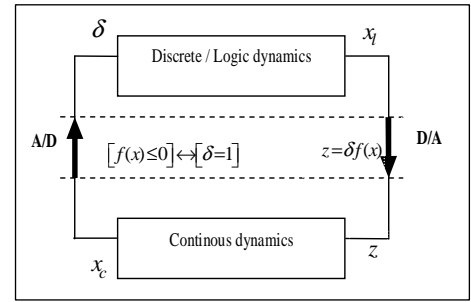 δ
Discrete / Logic dynamics
x_l
A/D
[f(x)≤0]↔[δ=1]
z=δf(x)
D/A
Continous dynamics
x_c
z